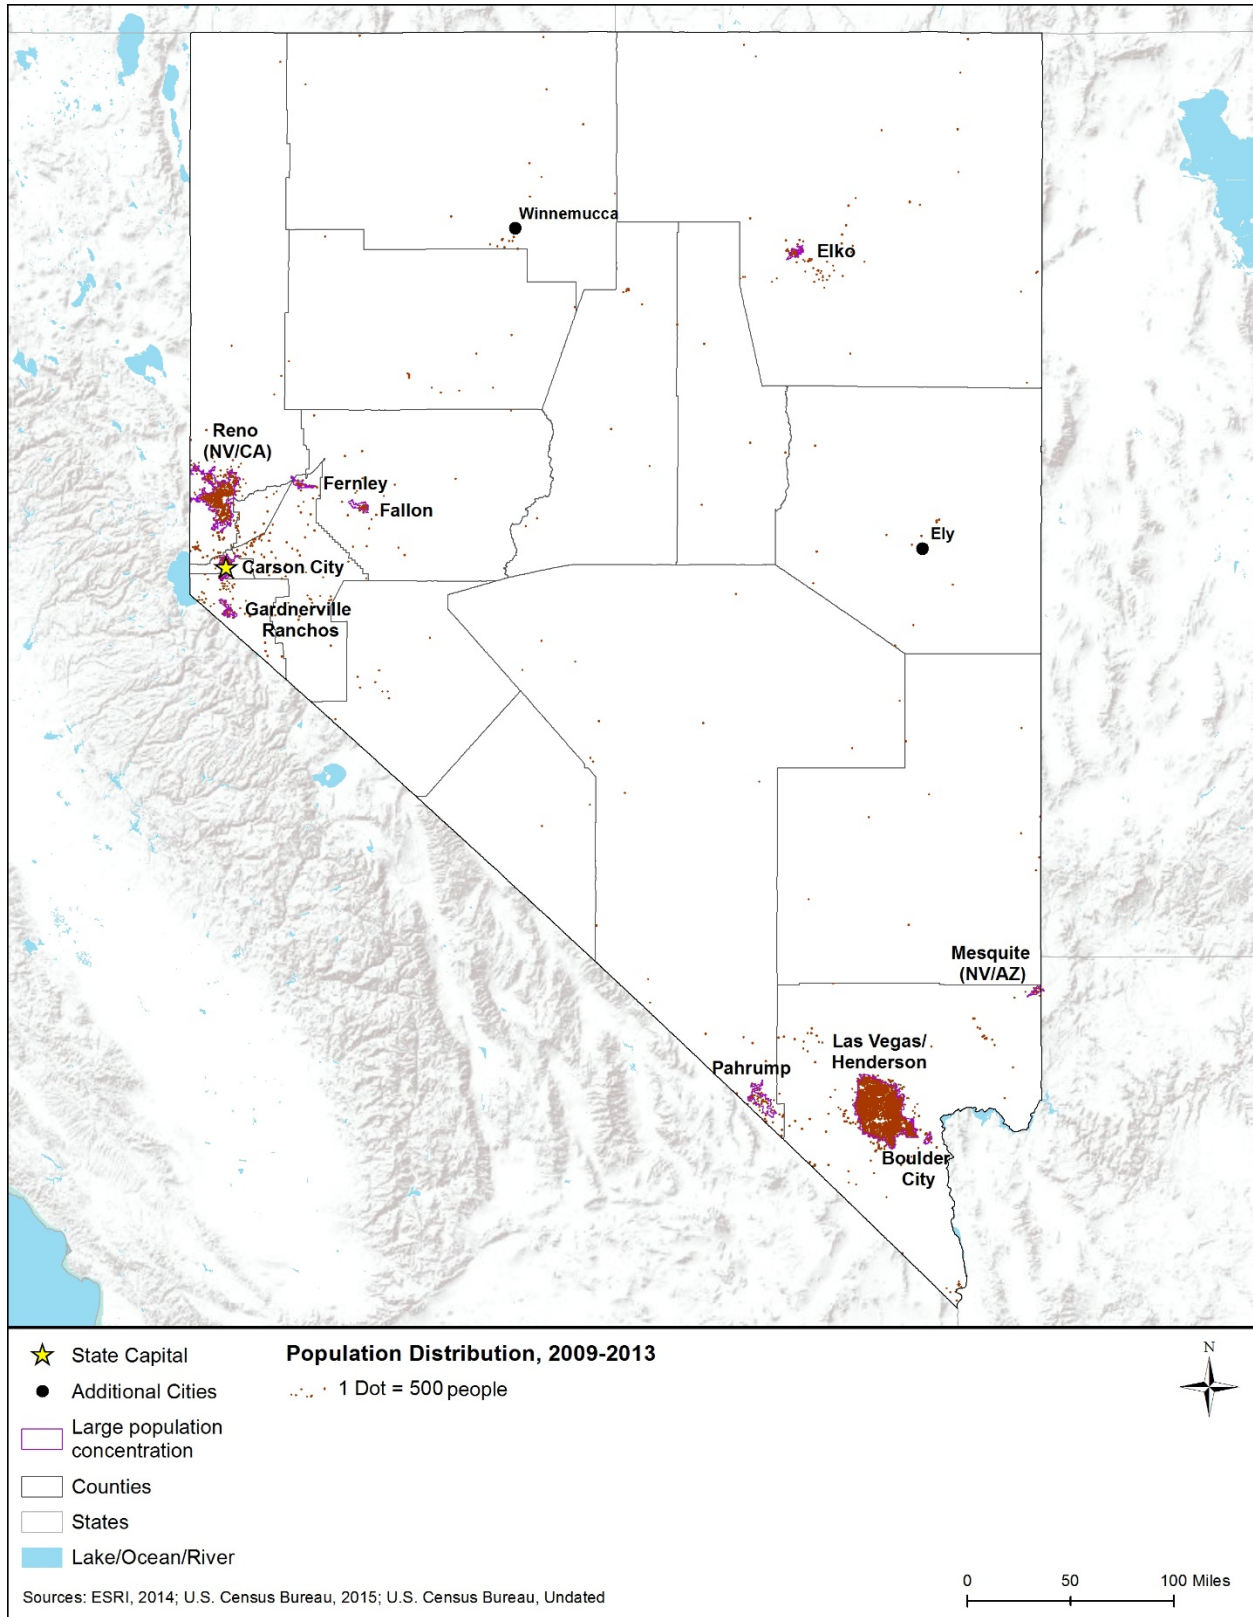 Winnemucca
Elko
Reno
(NV/CA)
Fernley
Fallon
Ely
Carson City
Gardnerville
Ranchos
Mesquite
(NV/AZ)
Las Vegas/
Henderson
Pahrump
Boulder
City
State Capital
Additional Cities
Large population
concentration
Counties
States
Lake/Ocean/River
Population Distribution, 2009-2013
1 Dot = 500 people
N
0 50 100 Miles
Sources: ESRI, 2014; U.S. Census Bureau, 2015; U.S. Census Bureau, Undated